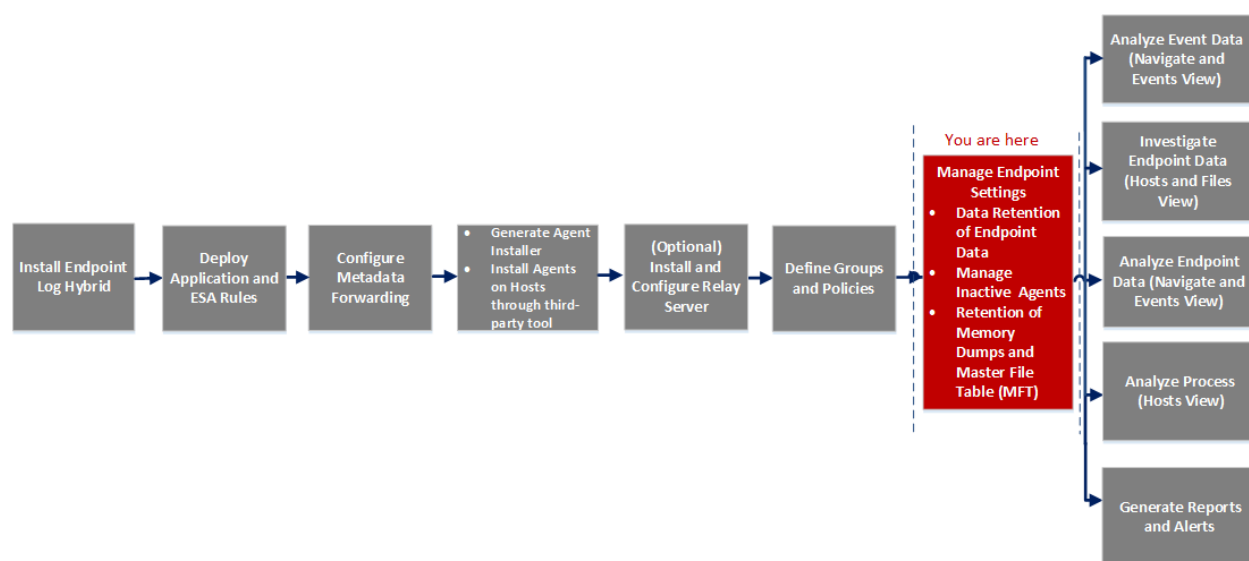 Install Endpoint
Log Hybrid
Deploy
Application and
ESA Rules
Configure
Metadada
Forwarding
• Generate Agent
Installer
• Install Agents
on Hosts
through third-
party tool
(Optional)
Install and
Configure Relay
Server
Define Groups
and Policies
You are here
Manage Endpoint
Settings
• Data Retention
of Endpoint
Data
• Manage
Inactive Agents
• Retention of
Memory
Dumps and
Master File
Table (MFT)
Analyze Event Data
(Navigate and
Events View)
Investigate
Endpoint Data
(Hosts and Files
View)
Analyze Endpoint
Data (Navigate and
Events View)
Analyze Process
(Hosts View)
Generate Reports
and Alerts